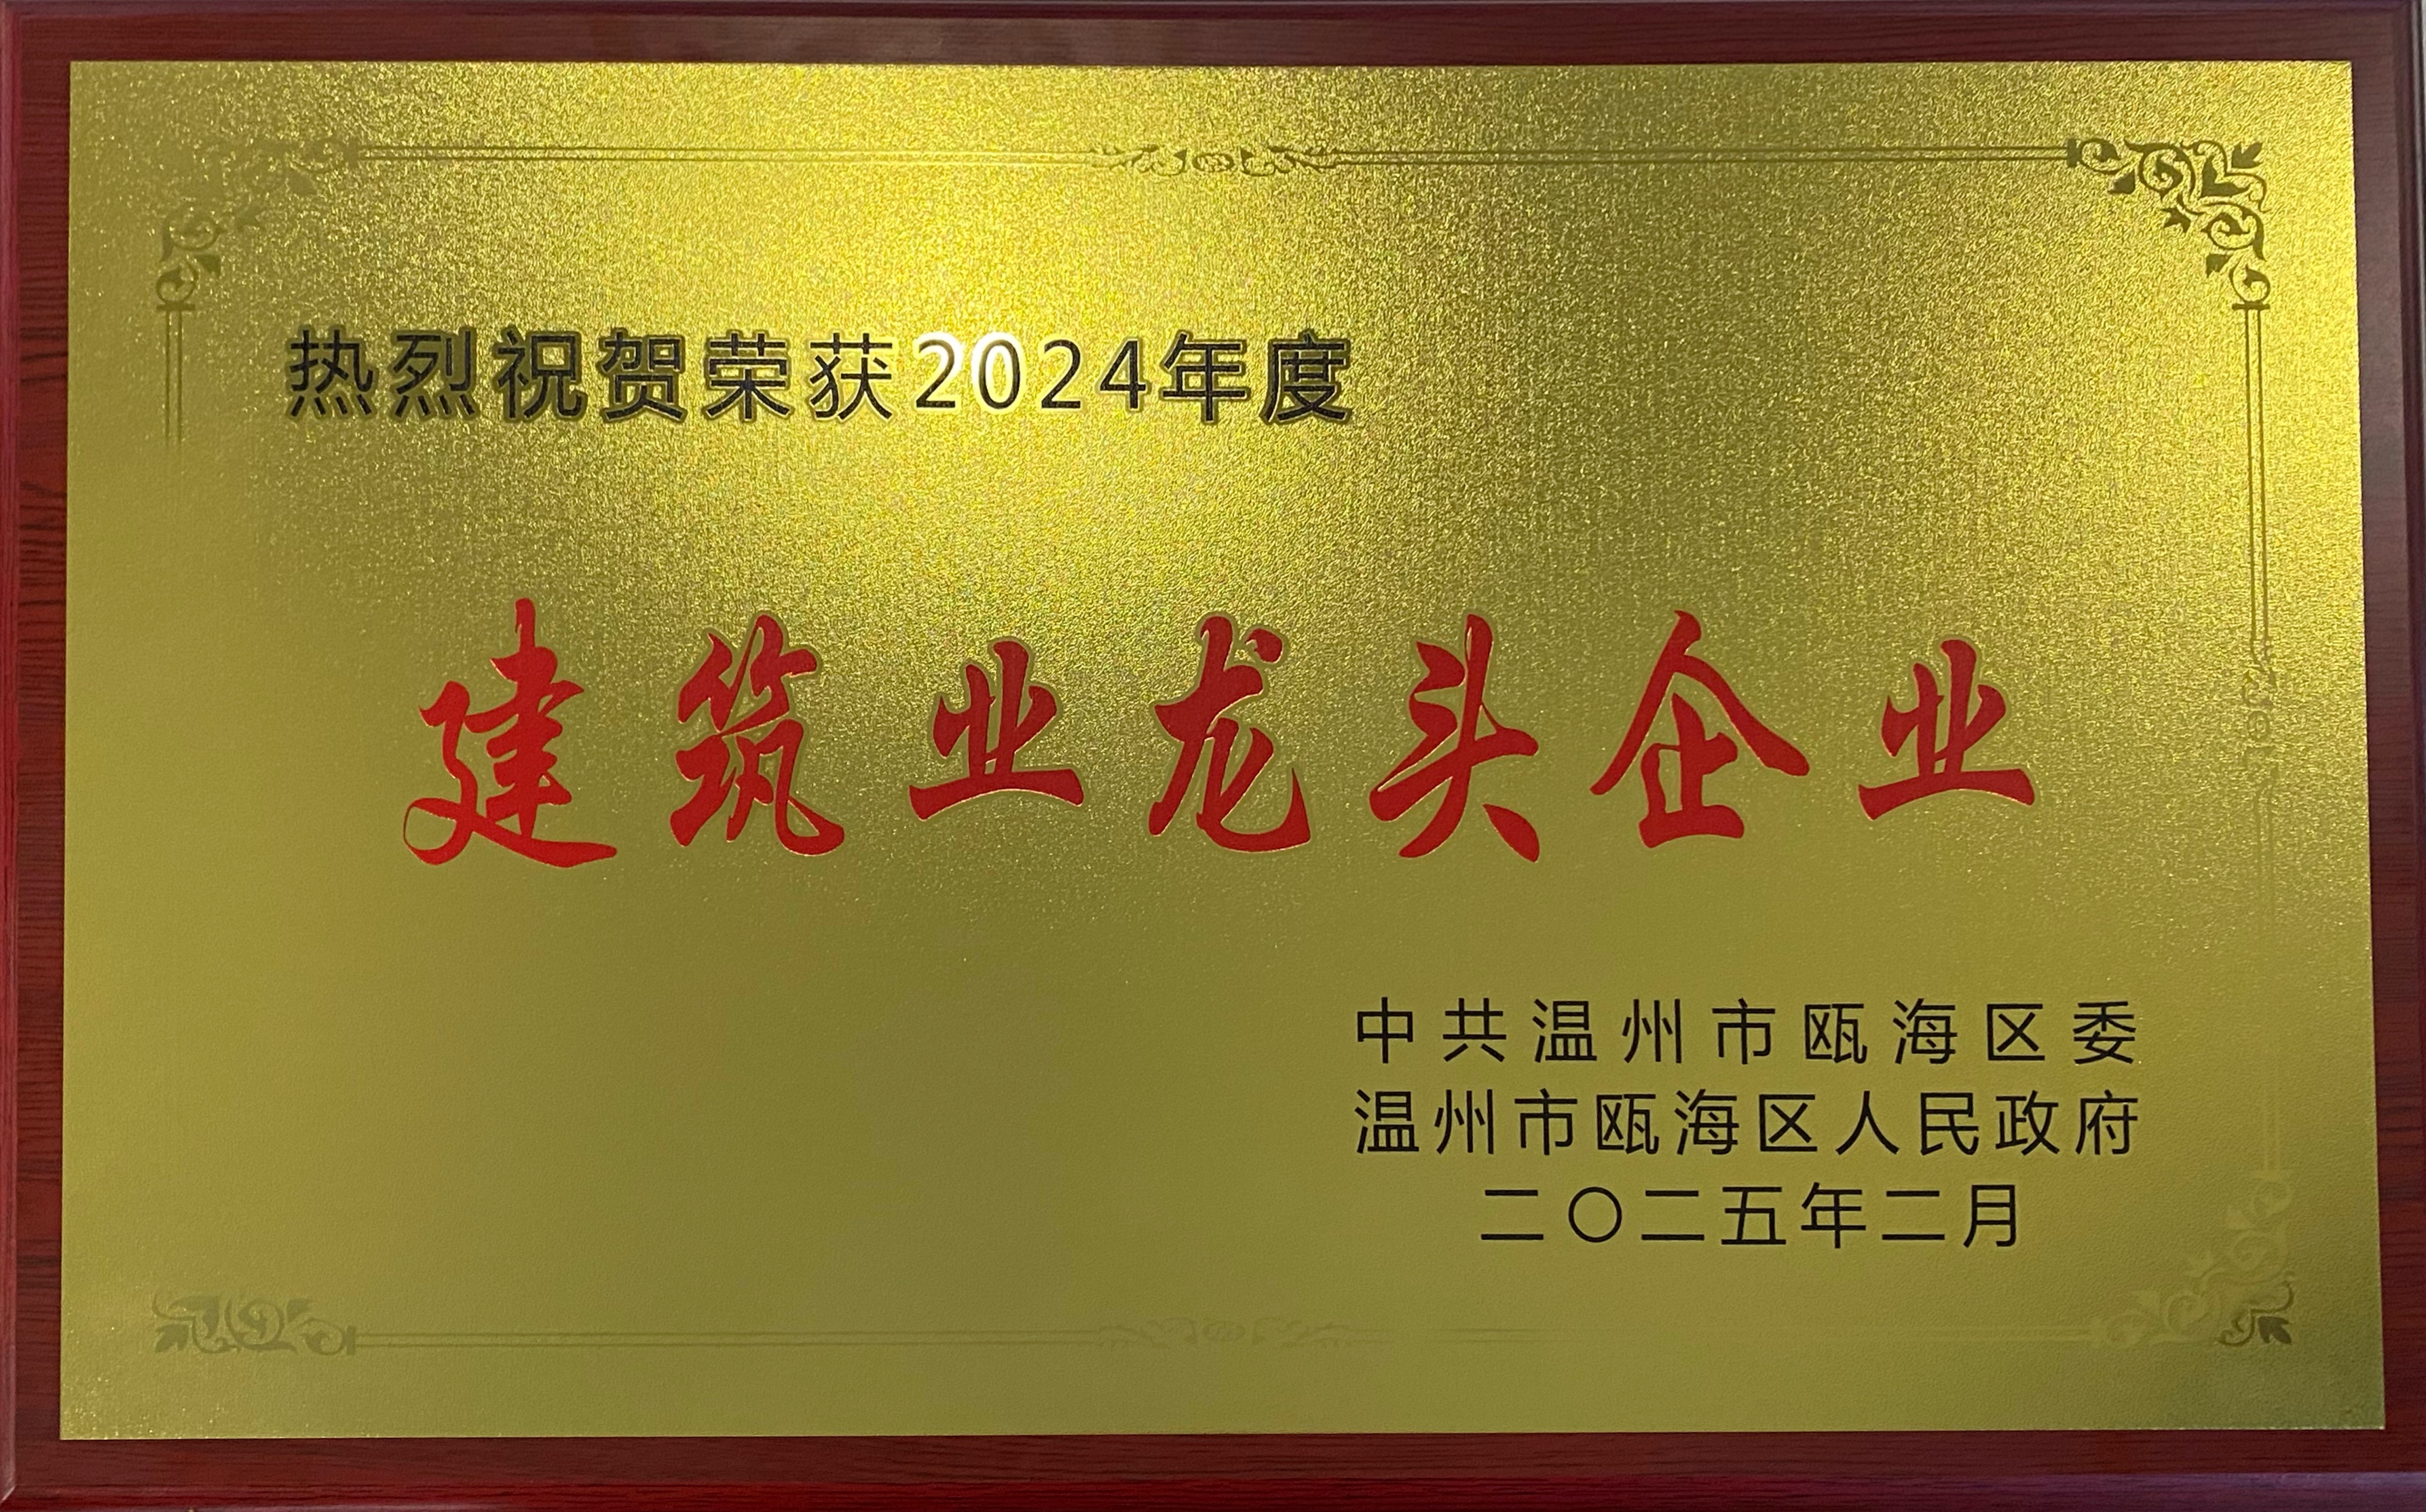 热烈祝贺荣获2024年度
建筑业龙头企业
中共温州市瓯海区委
温州市瓯海区人民政府
二〇二五年二月